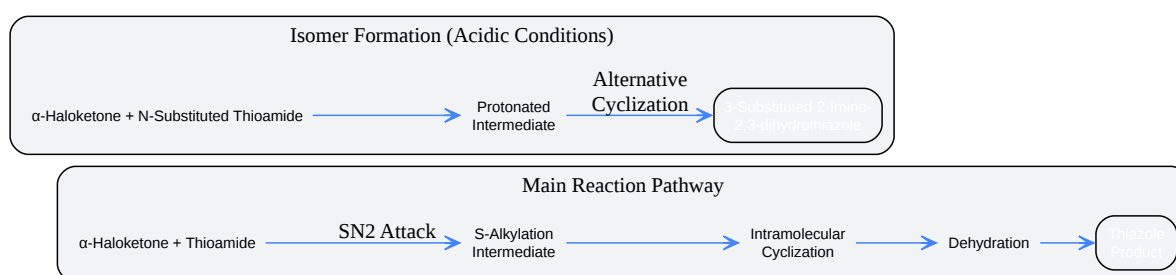 Isomer Formation (Acidic Conditions)
Alternative
Cyclization
α-Haloketone + N-Substituted Thioamide
Protonated
Intermediate
3-Substituted 2-Imino-
2,3-dihydrothiazole
Main Reaction Pathway
α-Haloketone + Thioamide
SN2 Attack
S-Alkylation
Intermediate
Intramolecular
Cyclization
Dehydration
Thiazole
Product